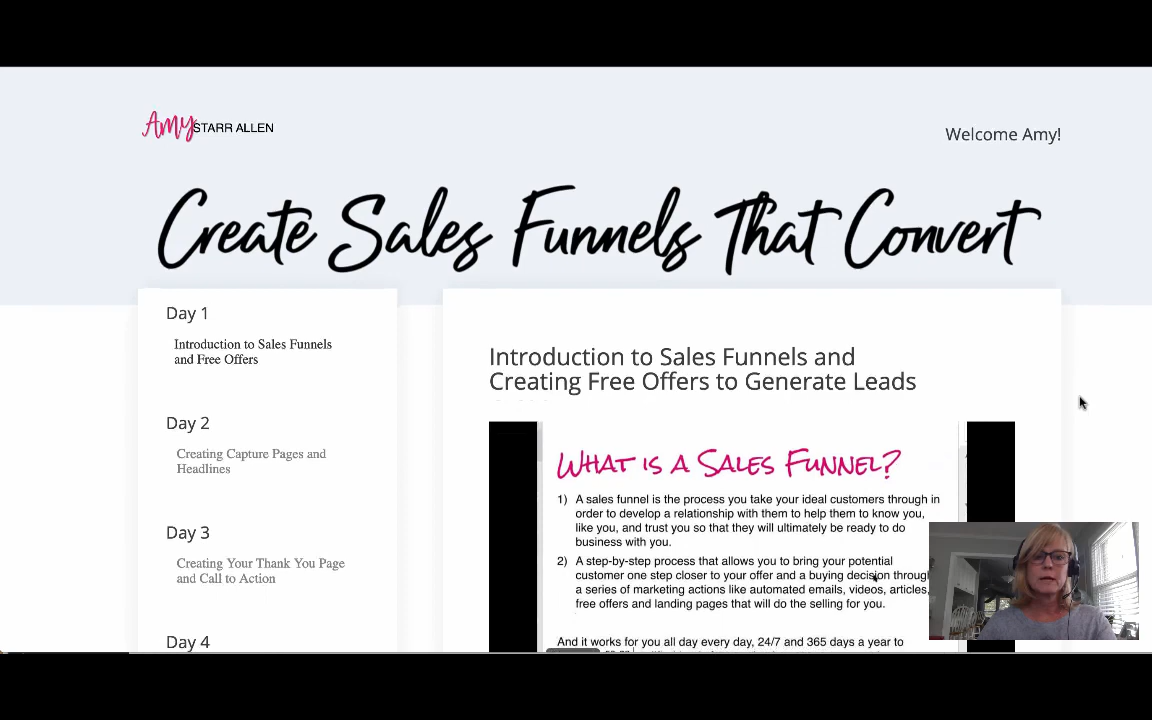 Amy STARR ALLEN
Welcome Amy!
Create Sales Funnels That Convert
Day 1
Introduction to Sales Funnels
and Free Offers
Day 2
Creating Capture Pages and
Headlines
Day 3
Creating Your Thank You Page
and Call to Action
Day 4
Introduction to Sales Funnels and
Creating Free Offers to Generate Leads
What is a Sales Funnel?
1) A sales funnel is the process you take your ideal customers through in
order to develop a relationship with them to help them to know you,
like you, and trust you so that they will ultimately be ready to do
business with you.
2) A step-by-step process that allows you to bring your potential
customer one step closer to your offer and a buying decision through
a series of marketing actions like automated emails, videos, articles,
free offers and landing pages that will do the selling for you.
And it works for you all day every day, 24/7 and 365 days a year to